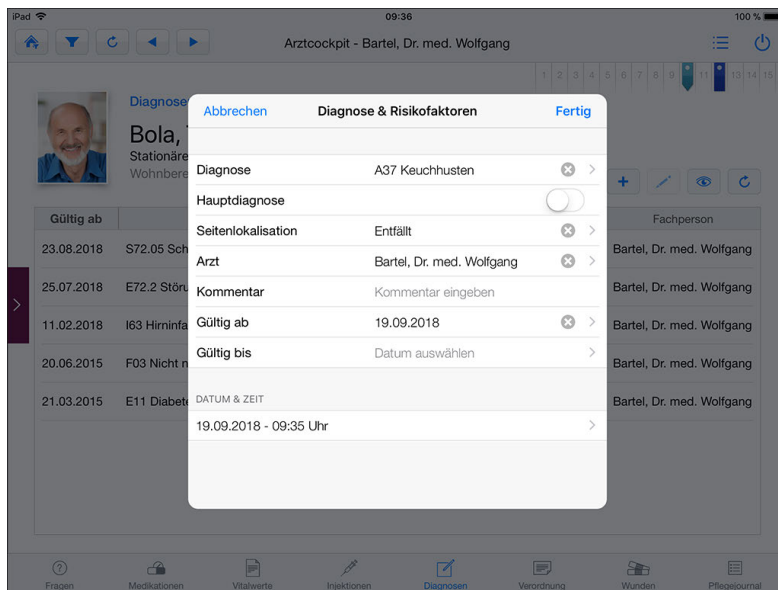 iPad 09:36 100 %
Arztcockpit - Bartel, Dr. med. Wolfgang
1 2 3 4 5 6 7 8 9 11 13 14 15
Diagnose
Bola,
Stationäre
Wohnbere
Abbrechen Diagnose & Risikofaktoren Fertig
Diagnose A37 Keuchhusten
Hauptdiagnose
Seitenlokalisation Entfällt
Arzt Bartel, Dr. med. Wolfgang
Kommentar Kommentar eingeben
Gültig ab 19.09.2018
Gültig bis Datum auswählen
DATUM & ZEIT
19.09.2018 - 09:35 Uhr
Gültig ab Fachperson
23.08.2018 S72.05 Sch Bartel, Dr. med. Wolfgang
25.07.2018 E72.2 Störu Bartel, Dr. med. Wolfgang
11.02.2018 I63 Hirninfa Bartel, Dr. med. Wolfgang
20.06.2015 F03 Nicht n Bartel, Dr. med. Wolfgang
21.03.2015 E11 Diabete Bartel, Dr. med. Wolfgang
Fragen Medikationen Vitalwerte Injektionen Diagnosen Verordnung Wunden Pflegejournal